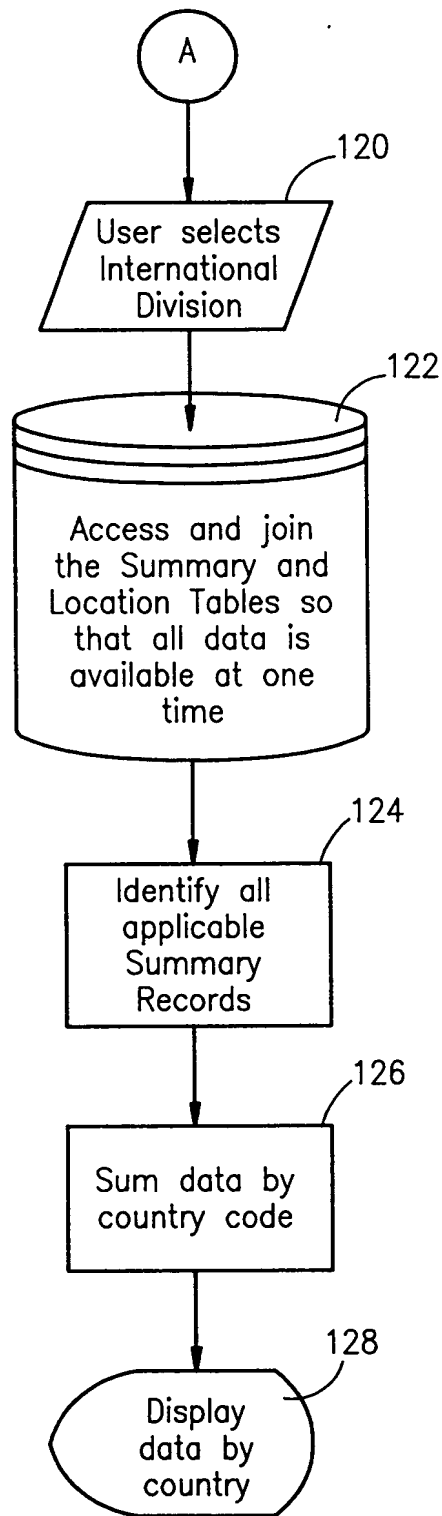 A
120
User selects
International
Division
122
Access and join
the Summary and
Location Tables so
that all data is
available at one
time
124
Identify all
applicable
Summary
Records
126
Sum data by
country code
128
Display
data by
country